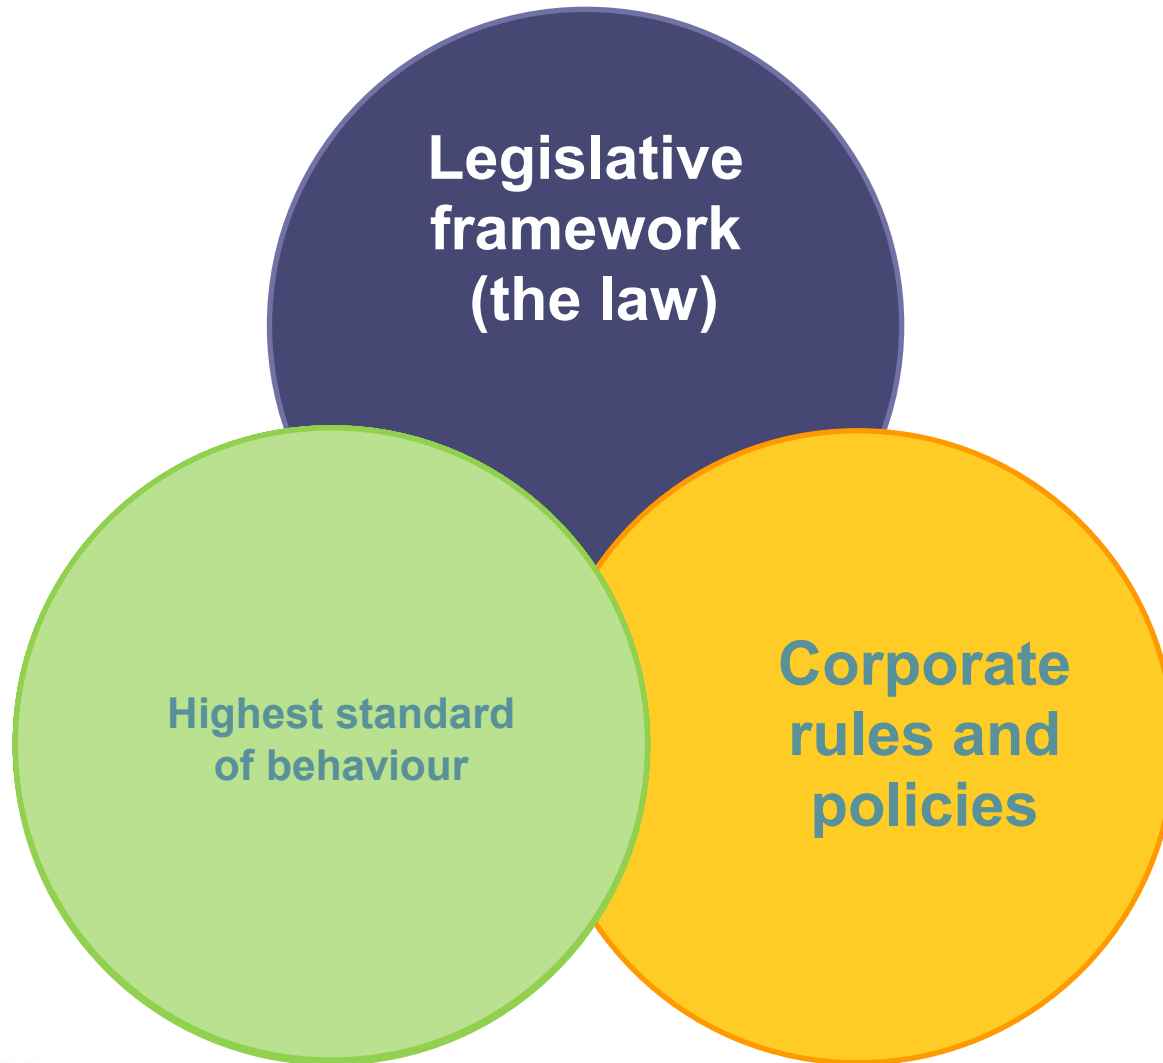 Legislative
framework
(the law)
Highest standard
of behaviour
Corporate
rules and
policies